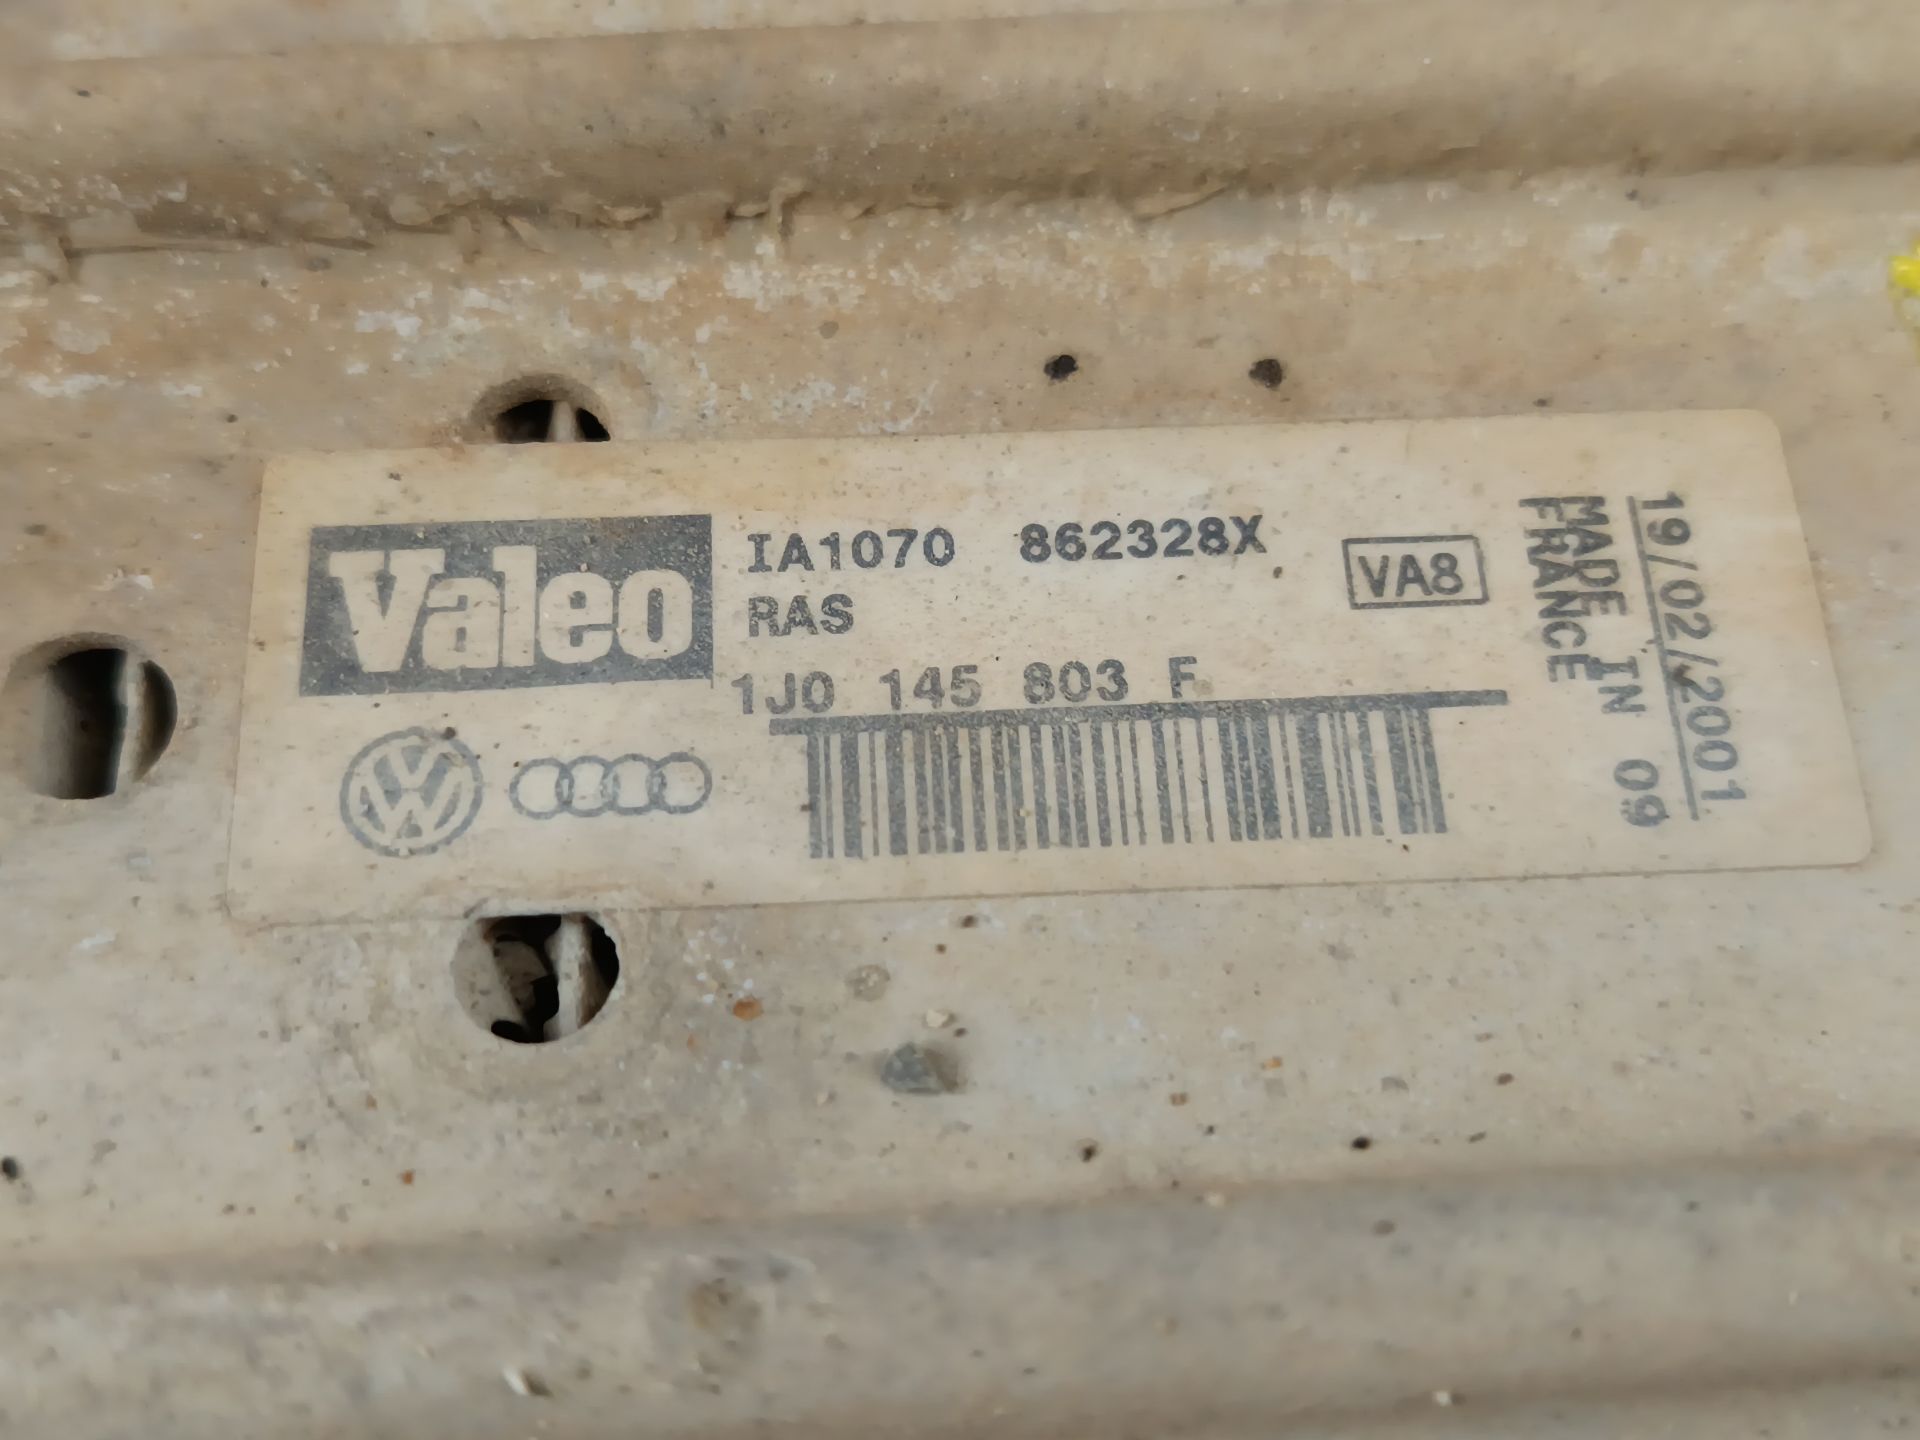 Valeo
IA1070 862328X
RAS
VA8
1J0 145 803 F
19/02/2001
MADE IN 09
FRANCE